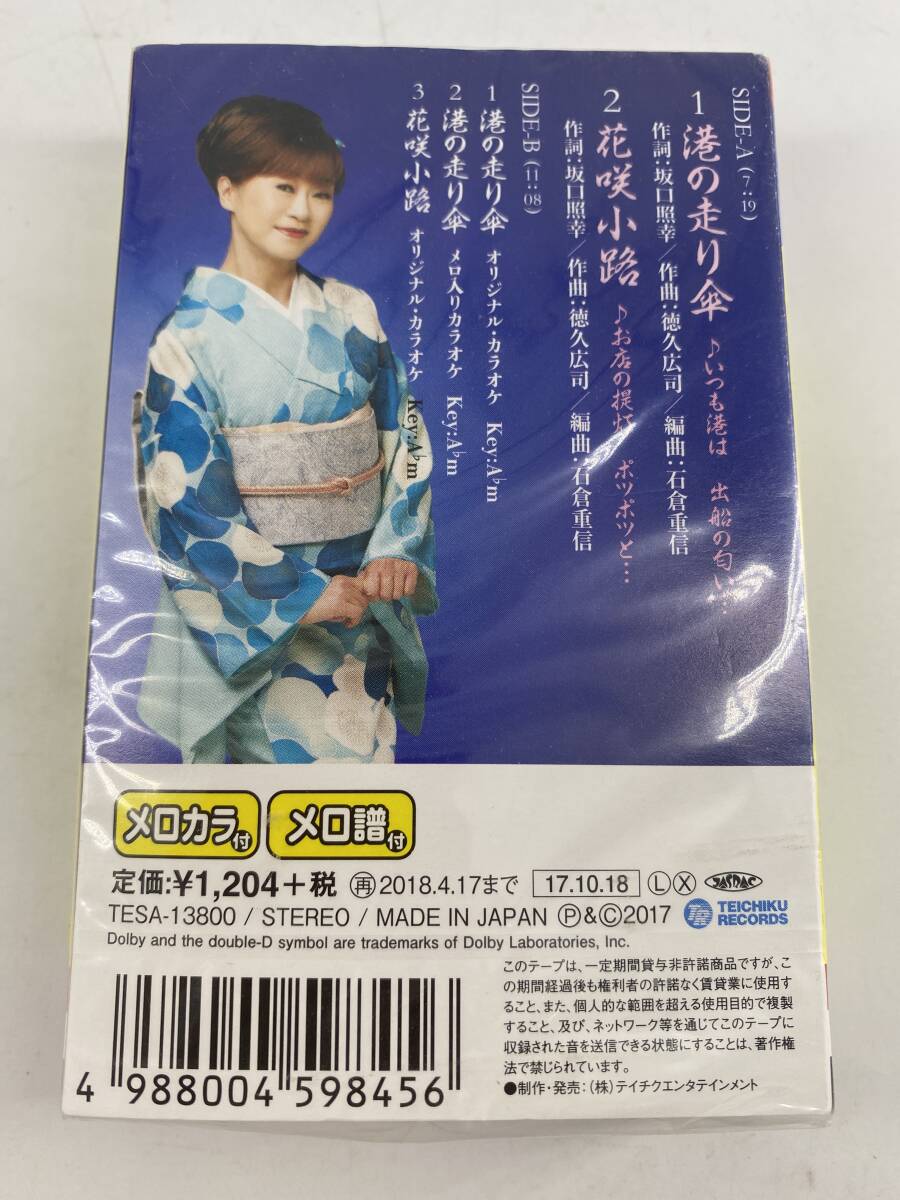 SIDE-A（7：19）
1 港の走り傘 ♪いつも港は 出船の匂い…
作詞：坂口照幸／作曲：徳久広司／編曲：石倉重信
2 花咲小路 ♪お店の提灯 ポツポツと…
作詞：坂口照幸／作曲：徳久広司／編曲：石倉重信
SIDE-B（11：08）
1 港の走り傘 オリジナル・カラオケ Key:A♭m
2 港の走り傘 メロ入りカラオケ Key:A♭m
3 花咲小路 オリジナル・カラオケ Key:A♭m
メロカラ付 メロ譜付
定価:¥1,204+税 再2018.4.17まで 17.10.18 L X JASRAC
TESA-13800 / STEREO / MADE IN JAPAN Ⓟ&©2017 TEICHIKU RECORDS
Dolby and the double-D symbol are trademarks of Dolby Laboratories, Inc.
このテープは、一定期間貸与非許諾商品ですが、こ
の期間経過後も権利者の許諾なく賃貸業に使用す
ること、また、個人的な範囲を超える使用目的で複製
すること、及び、ネットワーク等を通じてこのテープに
収録された音を送信できる状態にすることは、著作権
法で禁じられています。
●制作・発売：（株）テイチクエンタテインメント
4 988004 598456